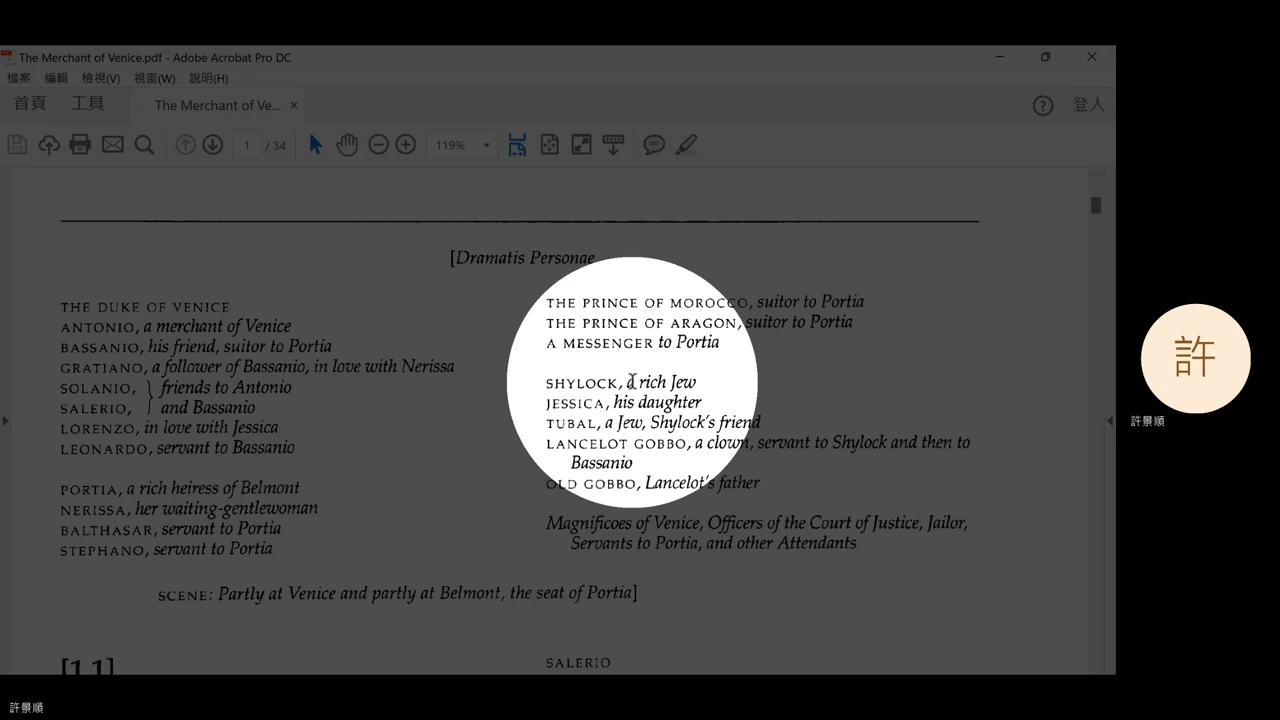 The Merchant of Venice.pdf - Adobe Acrobat Pro DC
檔案 編輯 檢視(V) 視窗(W) 說明(H)
首頁 工具 The Merchant of Ve... × ? 登入
1 / 34 119%
[Dramatis Personae
THE DUKE OF VENICE
ANTONIO, a merchant of Venice
BASSANIO, his friend, suitor to Portia
GRATIANO, a follower of Bassanio, in love with Nerissa
SOLANIO, } friends to Antonio
SALERIO, } and Bassanio
LORENZO, in love with Jessica
LEONARDO, servant to Bassanio
PORTIA, a rich heiress of Belmont
NERISSA, her waiting-gentlewoman
BALTHASAR, servant to Portia
STEPHANO, servant to Portia
THE PRINCE OF MOROCCO, suitor to Portia
THE PRINCE OF ARAGON, suitor to Portia
A MESSENGER to Portia
SHYLOCK, a rich Jew
JESSICA, his daughter
TUBAL, a Jew, Shylock's friend
LANCELOT GOBBO, a clown, servant to Shylock and then to
Bassanio
OLD GOBBO, Lancelot's father
Magnificoes of Venice, Officers of the Court of Justice, Jailor,
Servants to Portia, and other Attendants
SCENE: Partly at Venice and partly at Belmont, the seat of Portia]
[1.1]
SALERIO
許
許景順
許景順